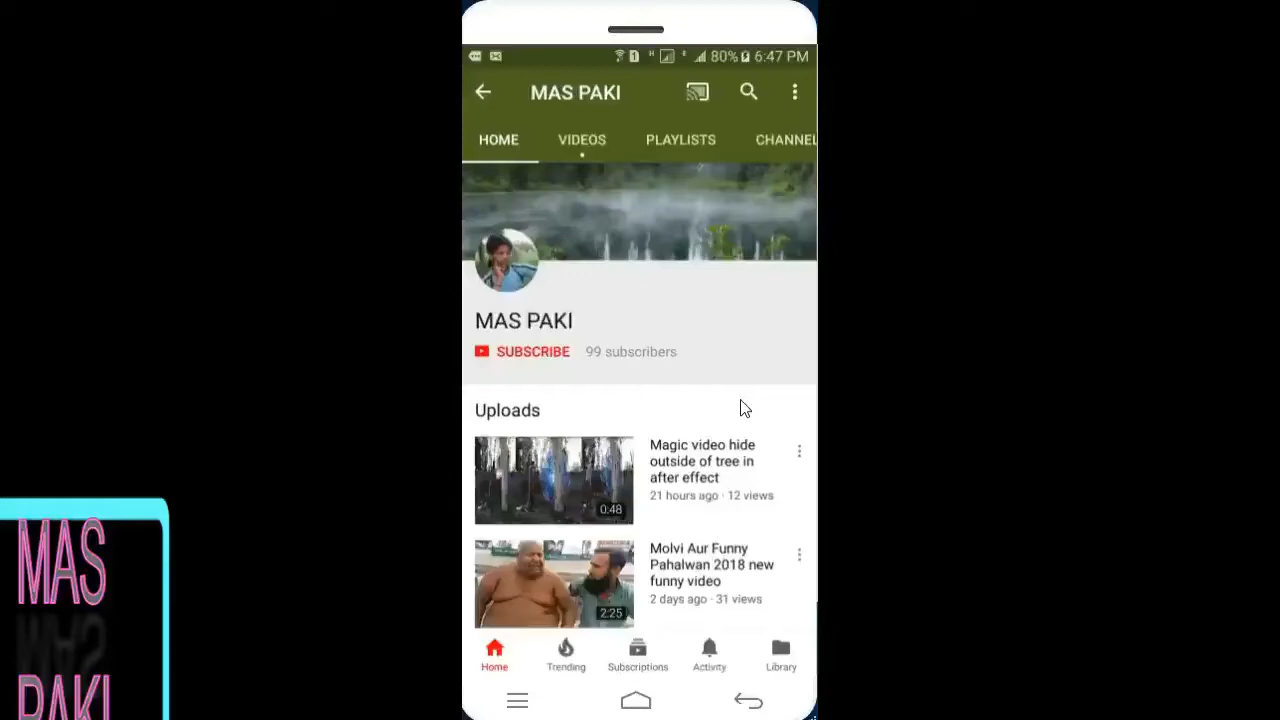 80% 6:47 PM
MAS PAKI
HOME VIDEOS PLAYLISTS CHANNEL
MAS PAKI
SUBSCRIBE 99 subscribers
Uploads
Magic video hide
outside of tree in
after effect
21 hours ago · 12 views
0:48
Molvi Aur Funny
Pahalwan 2018 new
funny video
2 days ago · 31 views
2:25
Home Trending Subscriptions Activity Library
MAS
PAKI